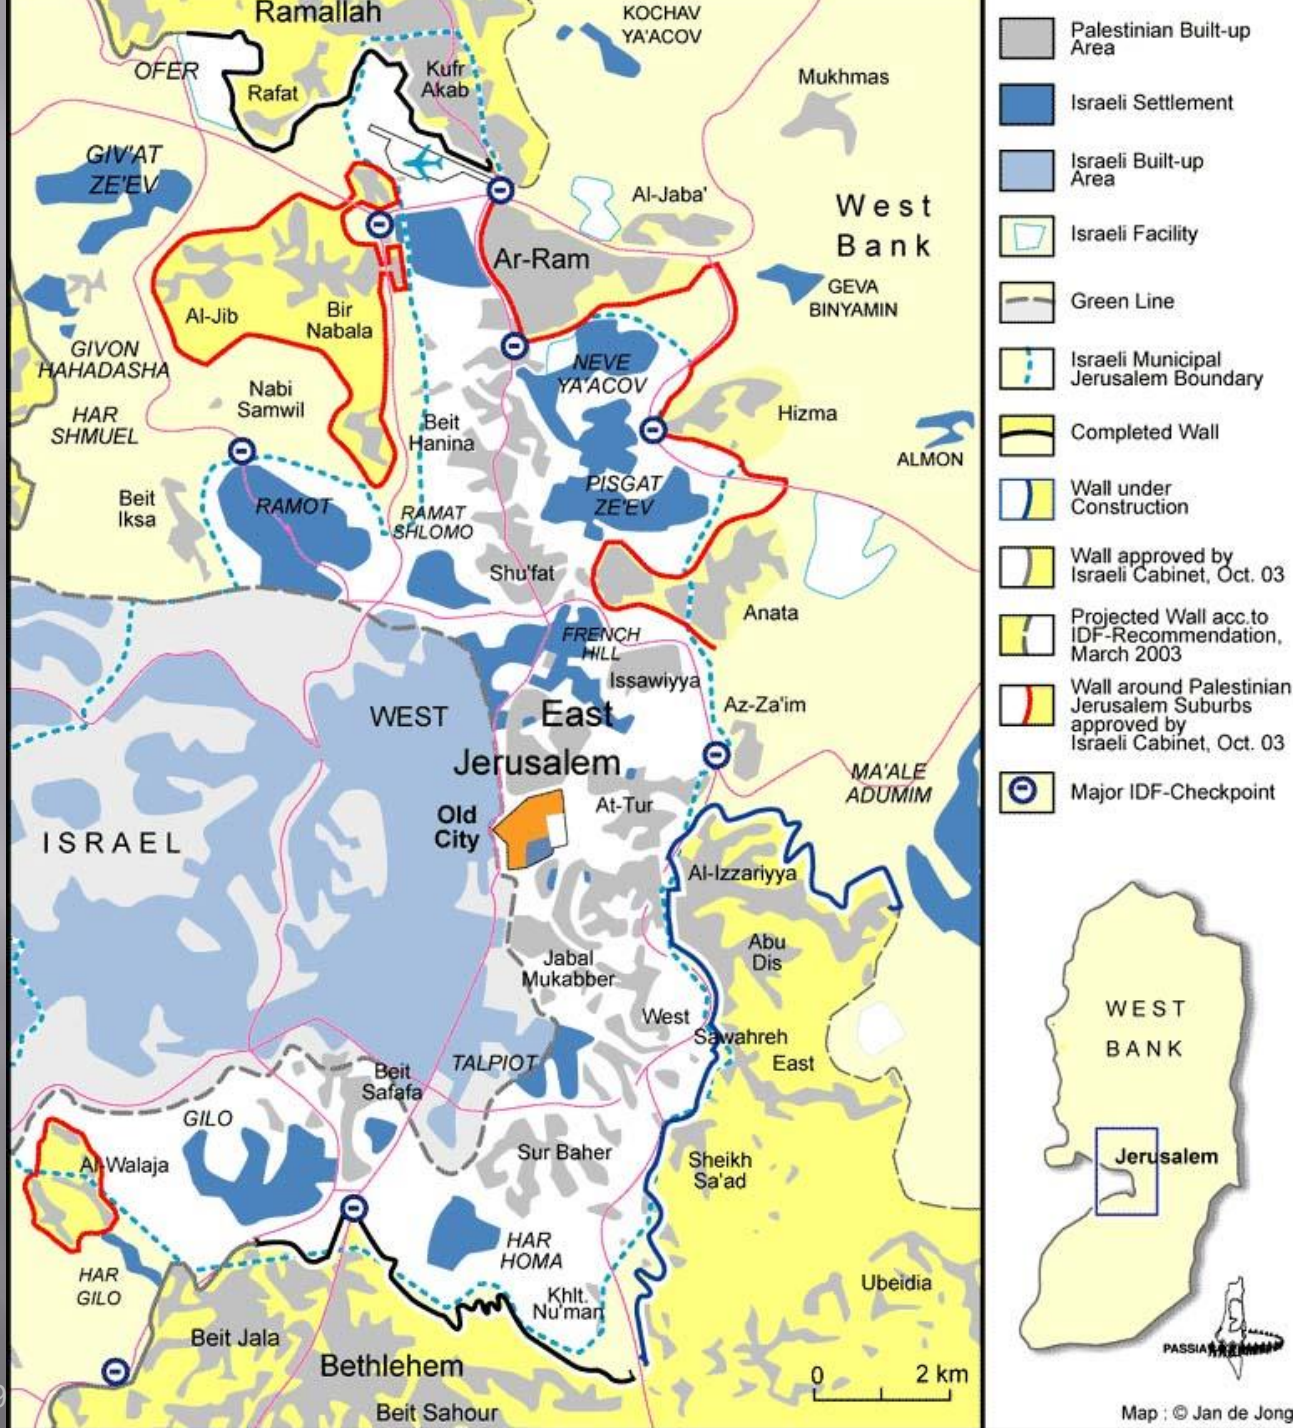 Ramallah
KOCHAV
YA'ACOV
OFER
Rafat
Kufr
Akab
Mukhmas
GIV'AT
ZE'EV
Al-Jaba'
West
Bank
Ar-Ram
GEVA
BINYAMIN
Al-Jib
Bir
Nabala
GIVON
HAHADASHA
NEVE
YA'ACOV
Nabi
Samwil
HAR
SHMUEL
Beit
Hanina
Hizma
ALMON
Beit
Iksa
RAMOT
RAMAT
SHLOMO
PISGAT
ZE'EV
Shu'fat
Anata
FRENCH
HILL
Issawiyya
WEST
East
Jerusalem
Az-Za'im
MA'ALE
ADUMIM
Old
City
At-Tur
ISRAEL
Al-Izzariyya
Abu
Dis
Jabal
Mukabber
West
Sawahreh
East
TALPIOT
Beit
Safafa
GILO
Al-Walaja
Sur Baher
Sheikh
Sa'ad
HAR
HOMA
HAR
GILO
Khlt.
Nu'man
Ubeidia
Beit Jala
Bethlehem
Beit Sahour
0 2 km
Palestinian Built-up
Area
Israeli Settlement
Israeli Built-up
Area
Israeli Facility
Green Line
Israeli Municipal
Jerusalem Boundary
Completed Wall
Wall under
Construction
Wall approved by
Israeli Cabinet, Oct. 03
Projected Wall acc.to
IDF-Recommendation,
March 2003
Wall around Palestinian
Jerusalem Suburbs
approved by
Israeli Cabinet, Oct. 03
Major IDF-Checkpoint
WEST
BANK
Jerusalem
PASSIA
Map : © Jan de Jong